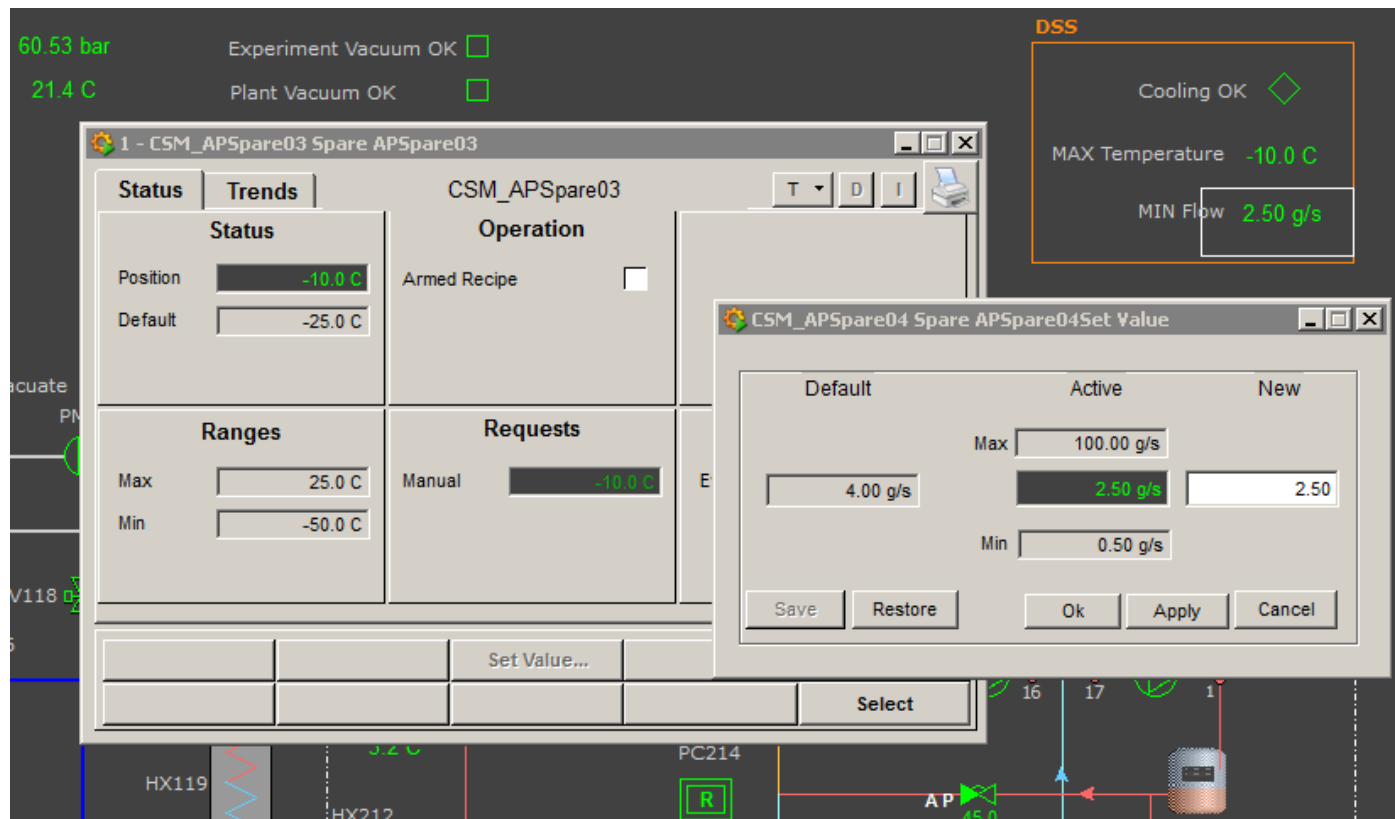 DSS
60.53 bar
Experiment Vacuum OK
21.4 C
Plant Vacuum OK
Cooling OK
MAX Temperature -10.0 C
MIN Flow 2.50 g/s
1 - CSM_APSpare03 Spare APSpare03
Status Trends CSM_APSpare03 T D I
Status
Position -10.0 C
Default -25.0 C
Operation
Armed Recipe
Ranges
Max 25.0 C
Min -50.0 C
Requests
Manual -10.0 C
Set Value...
Select
CSM_APSpare04 Spare APSpare04Set Value
Default Active New
Max 100.00 g/s
4.00 g/s 2.50 g/s 2.50
Min 0.50 g/s
Save Restore Ok Apply Cancel
acuate
PM
V118
16 17 1
PC214
HX119
R
HX212
AP
45.0